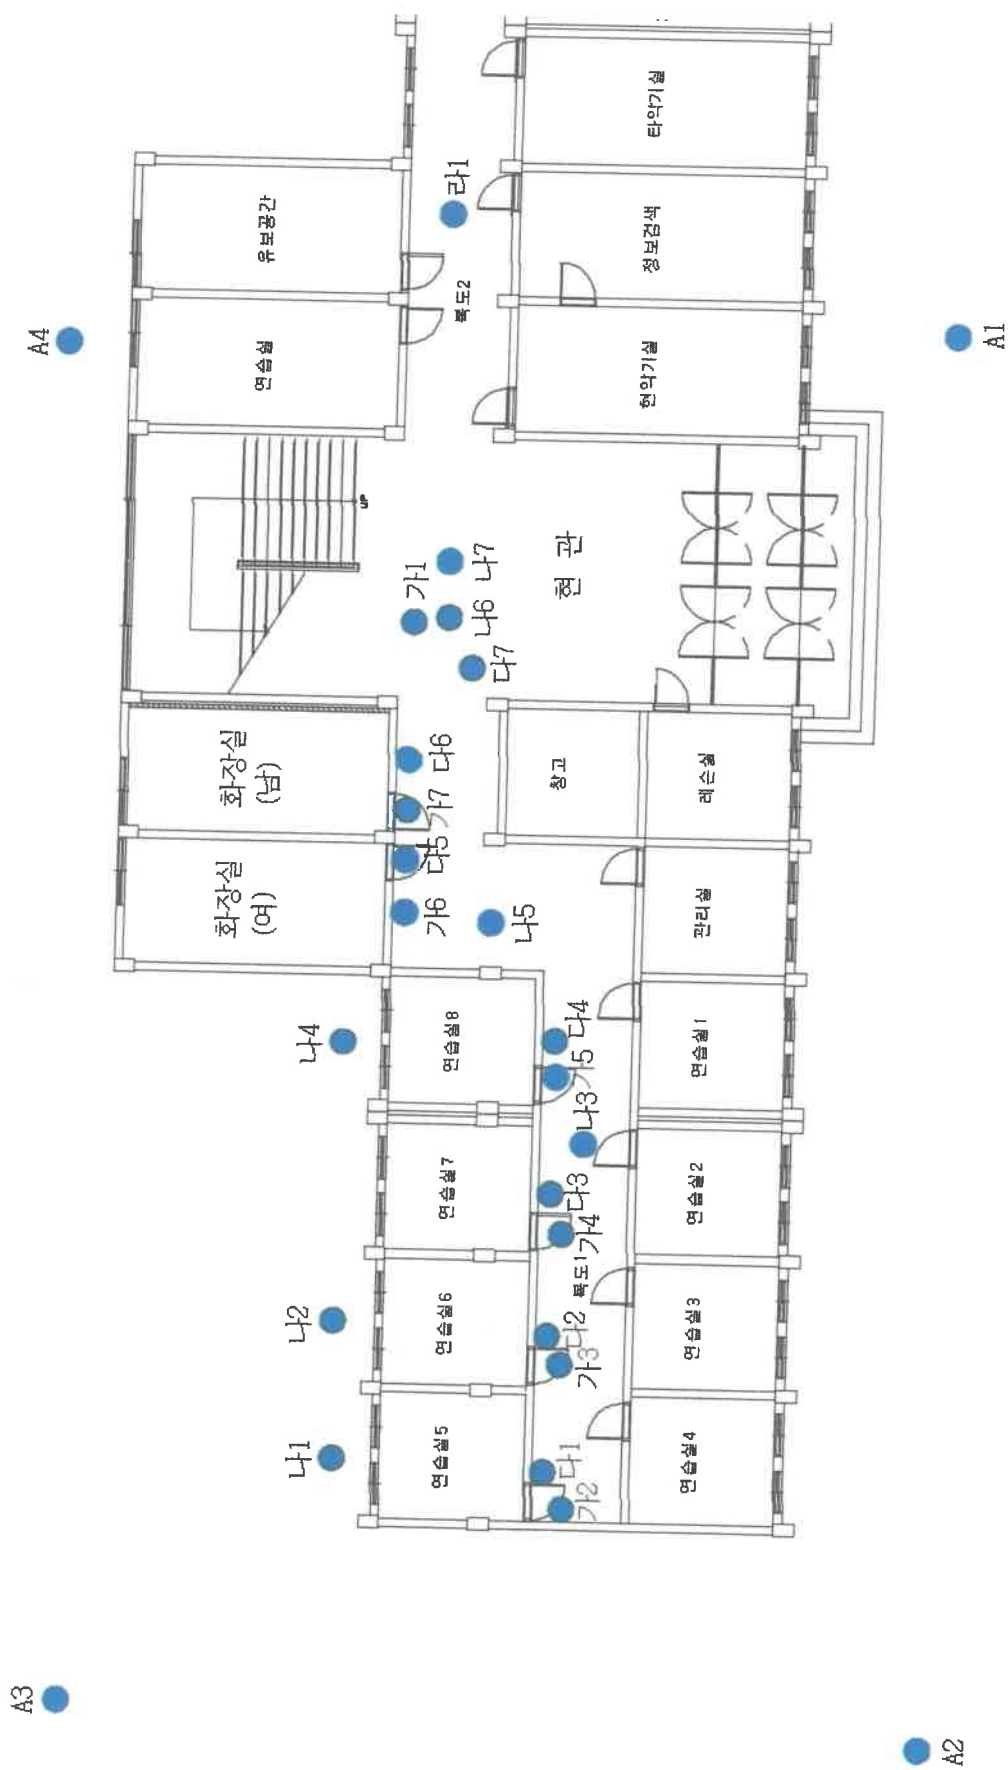 A3
A4
화장실
(여)
화장실
(남)
연습실
유보공간
나1
나2
나4
UP
연습실5
연습실6
연습실7
연습실8
가6
다5
가7
다6
가1
다7
나6
나7
복도2
라1
나5
가2
다1
가3
다2
복도1
가4
다3
나3
가5
다4
창고
현 관
연습실4
연습실3
연습실2
연습실1
관리실
레슨실
현악기실
정보검색
타악기실
A2
A1